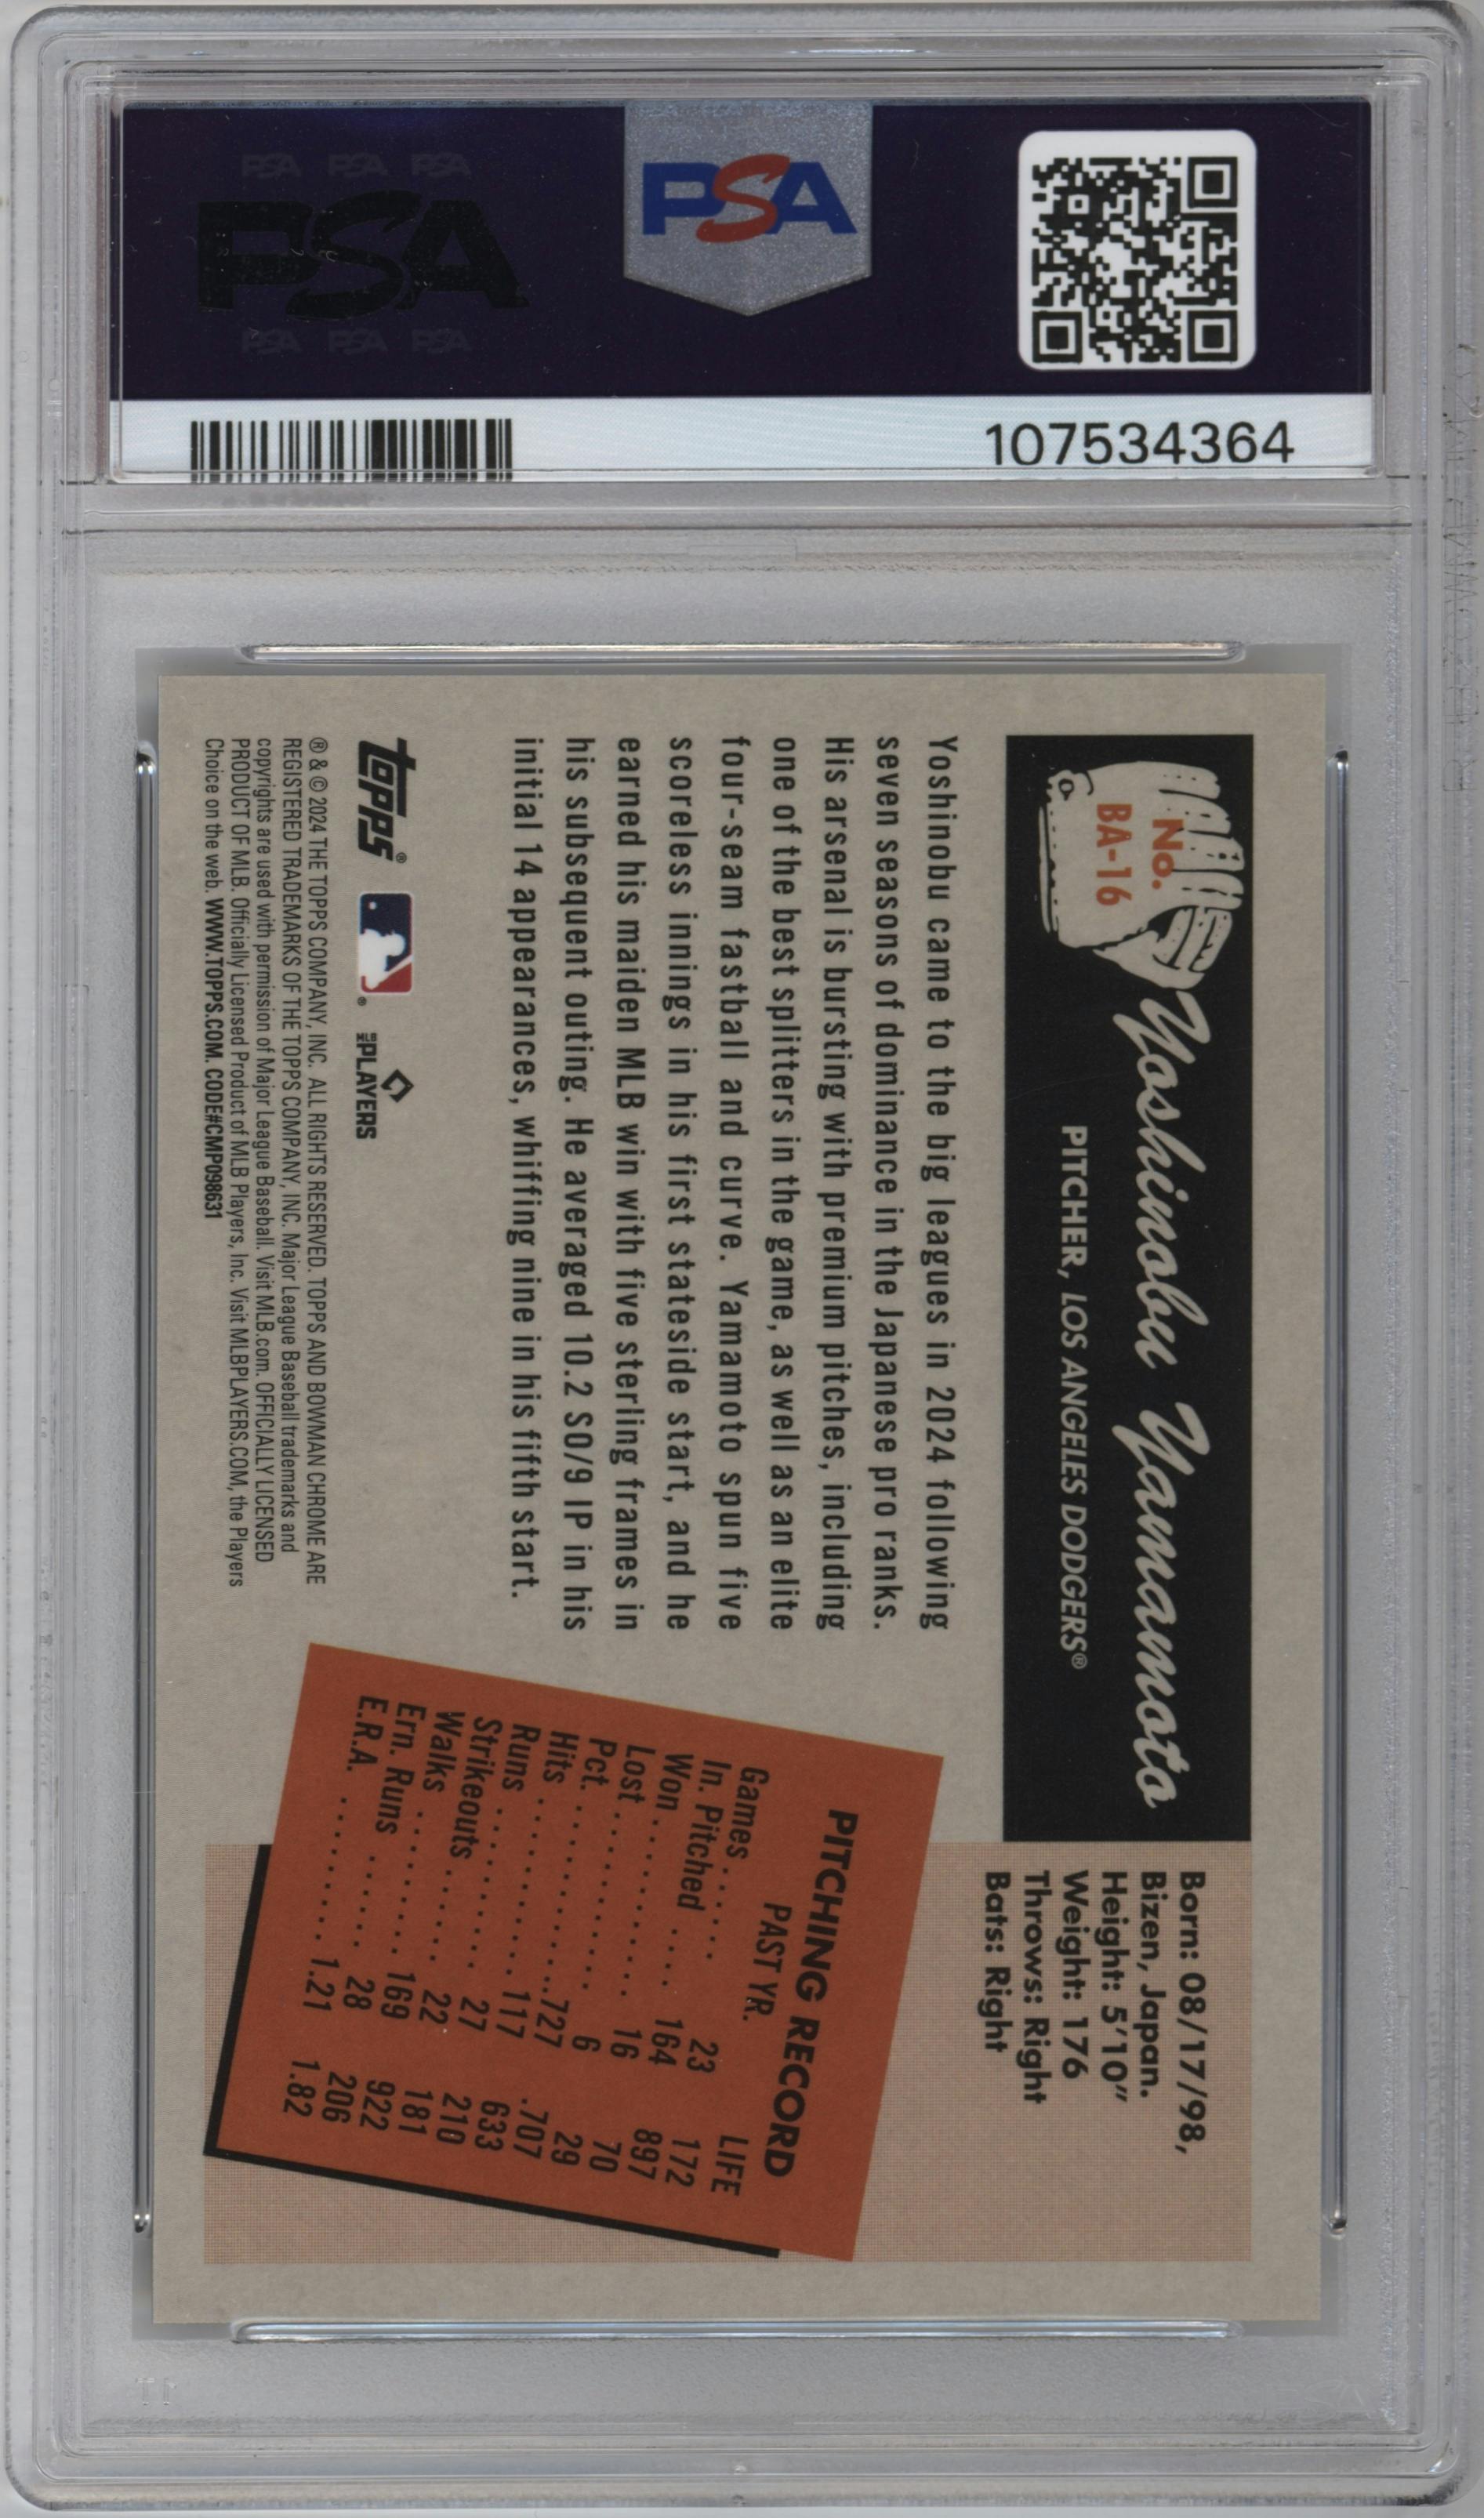 PSA PSA PSA
PSA
PSA PSA PSA
PSA
107534364
No.
BA-16
Yoshinobu Yamamoto
PITCHER, LOS ANGELES DODGERS®
Born: 08/17/98,
Bizen, Japan.
Height: 5'10"
Weight: 176
Throws: Right
Bats: Right
Yoshinobu came to the big leagues in 2024 following
seven seasons of dominance in the Japanese pro ranks.
His arsenal is bursting with premium pitches, including
one of the best splitters in the game, as well as an elite
four-seam fastball and curve. Yamamoto spun five
scoreless innings in his first stateside start, and he
earned his maiden MLB win with five sterling frames in
his subsequent outing. He averaged 10.2 SO/9 IP in his
initial 14 appearances, whiffing nine in his fifth start.
PITCHING RECORD
PAST YR. LIFE
Games ...... 23 172
In. Pitched .... 164 897
Won .......... 16 70
Lost .......... 6 29
Pct. .......... .727 .707
Hits .......... 117 633
Runs .......... 27 210
Strikeouts ...... 22 181
Walks ........ 169 922
Ern. Runs ...... 28 206
E.R.A. .......... 1.21 1.82
topps® ® MLB PLAYERS
® & © 2024 THE TOPPS COMPANY, INC. ALL RIGHTS RESERVED. TOPPS AND BOWMAN CHROME ARE
REGISTERED TRADEMARKS OF THE TOPPS COMPANY, INC. Major League Baseball trademarks and
copyrights are used with permission of Major League Baseball. Visit MLB.com. OFFICIALLY LICENSED
PRODUCT OF MLB. Officially Licensed Product of MLB Players, Inc. Visit MLBPLAYERS.COM, the Players
Choice on the web. WWW.TOPPS.COM. CODE#CMP098631